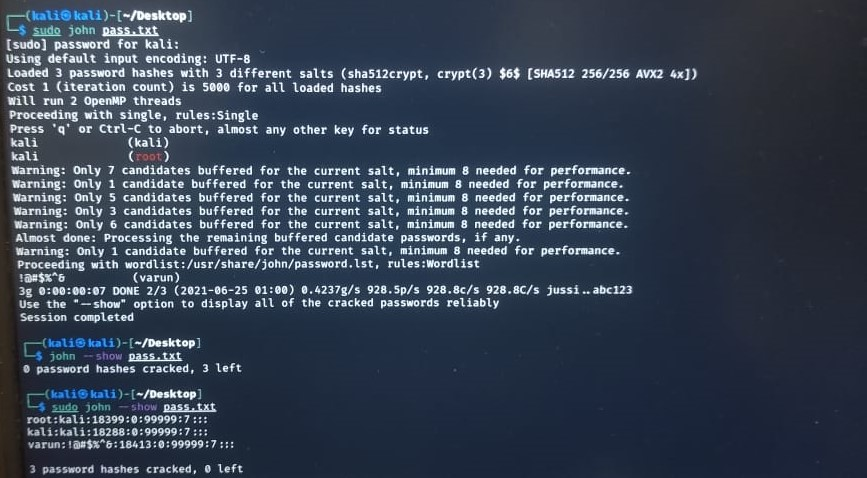 ┌──(kali㉿kali)-[~/Desktop]
└─$ sudo john pass.txt
[sudo] password for kali:
Using default input encoding: UTF-8
Loaded 3 password hashes with 3 different salts (sha512crypt, crypt(3) $6$ [SHA512 256/256 AVX2 4x])
Cost 1 (iteration count) is 5000 for all loaded hashes
Will run 2 OpenMP threads
Proceeding with single, rules:Single
Press 'q' or Ctrl-C to abort, almost any other key for status
kali             (kali)
kali             (root)
Warning: Only 7 candidates buffered for the current salt, minimum 8 needed for performance.
Warning: Only 1 candidate buffered for the current salt, minimum 8 needed for performance.
Warning: Only 5 candidates buffered for the current salt, minimum 8 needed for performance.
Warning: Only 3 candidates buffered for the current salt, minimum 8 needed for performance.
Warning: Only 6 candidates buffered for the current salt, minimum 8 needed for performance.
Almost done: Processing the remaining buffered candidate passwords, if any.
Warning: Only 1 candidate buffered for the current salt, minimum 8 needed for performance.
Proceeding with wordlist:/usr/share/john/password.lst, rules:Wordlist
!@#$%^&          (varun)
3g 0:00:00:07 DONE 2/3 (2021-06-25 01:00) 0.4237g/s 928.5p/s 928.8c/s 928.8C/s jussi..abc123
Use the "--show" option to display all of the cracked passwords reliably
Session completed
┌──(kali㉿kali)-[~/Desktop]
└─$ john --show pass.txt
0 password hashes cracked, 3 left
┌──(kali㉿kali)-[~/Desktop]
└─$ sudo john --show pass.txt
root:kali:18399:0:99999:7:::
kali:kali:18288:0:99999:7:::
varun:!@#$%^&:18413:0:99999:7:::
3 password hashes cracked, 0 left